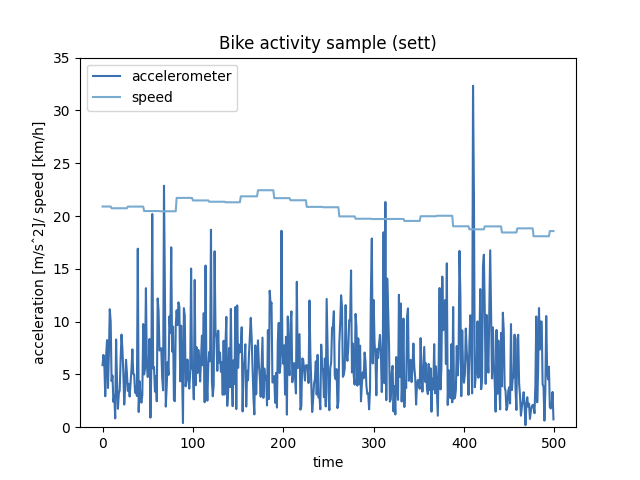 Bike activity sample (sett)
accelerometer
speed
acceleration [m/s^2]/ speed [km/h]
35
30
25
20
15
10
5
0
0 100 200 300 400 500
time